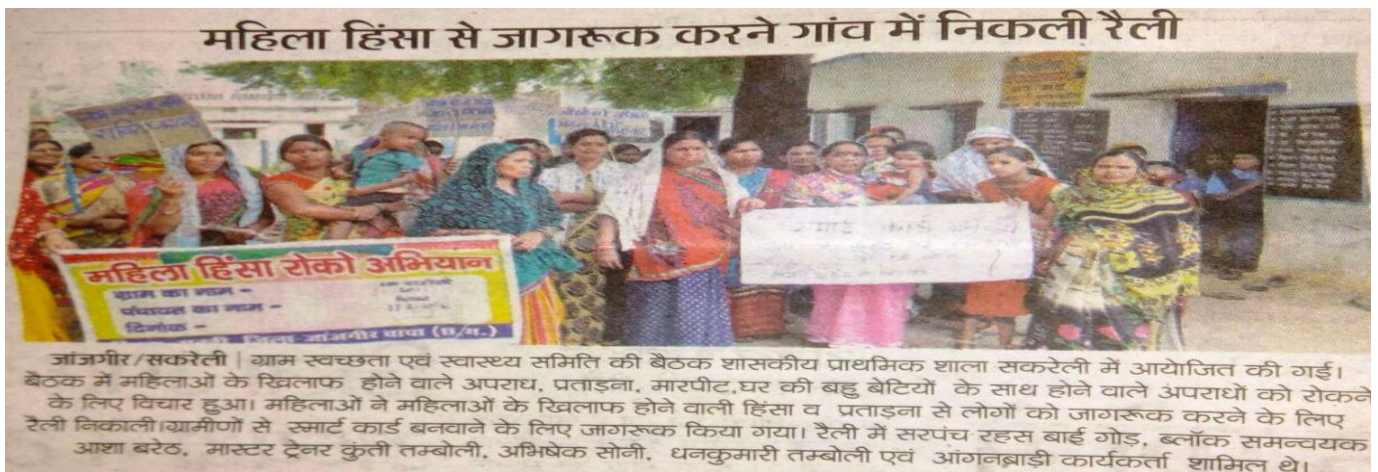 महिला हिंसा से जागरूक करने गांव में निकली रैली
महिला हिंसा रोको अभियान
ग्राम का नाम -
पंचायत का नाम -
दिनांक -
जिला जांजगीर चापा (छ/ग.)
जांजगीर/सकरेली | ग्राम स्वच्छता एवं स्वास्थ्य समिति की बैठक शासकीय प्राथमिक शाला सकरेली में आयोजित की गई।
बैठक में महिलाओं के खिलाफ होने वाले अपराध, प्रताड़ना, मारपीट,घर की बहु बेटियों के साथ होने वाले अपराधों को रोकने
के लिए विचार हुआ। महिलाओं ने महिलाओं के खिलाफ होने वाली हिंसा व प्रताड़ना से लोगों को जागरूक करने के लिए
रैली निकाली।ग्रामीणों से स्मार्ट कार्ड बनवाने के लिए जागरूक किया गया। रैली में सरपंच रहस बाई गोड़, ब्लॉक समन्वयक
आशा बरेठ, मास्टर ट्रेनर कुंती तम्बोली, अभिषेक सोनी, धनकुमारी तम्बोली एवं आंगनबाड़ी कार्यकर्ता शामिल थे।